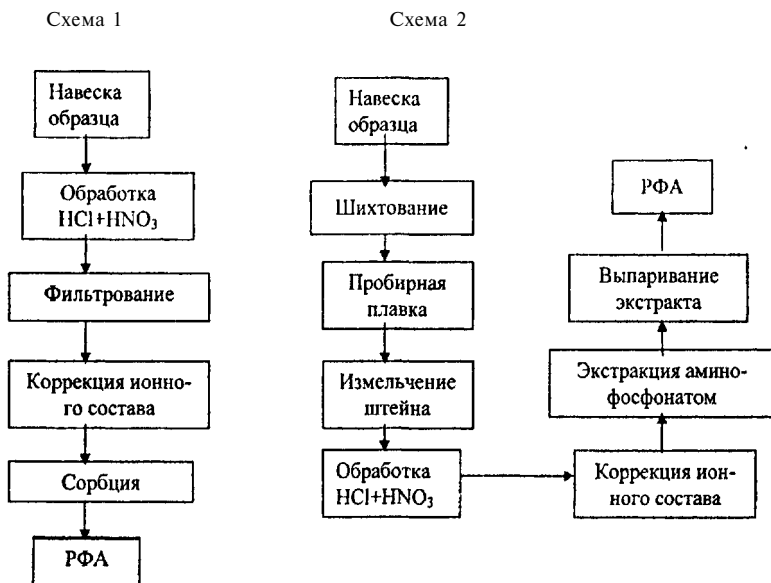 Схема 1
Навеска
образца
Обработка
HCl+HNO₃
Фильтрование
Коррекция ионно-
го состава
Сорбция
РФА
Схема 2
Навеска
образца
Шихтование
Пробирная
плавка
Измельчение
штейна
Обработка
HCl+HNO₃
Коррекция ион-
ного состава
Экстракция амино-
фосфонатом
Выпаривание
экстракта
РФА